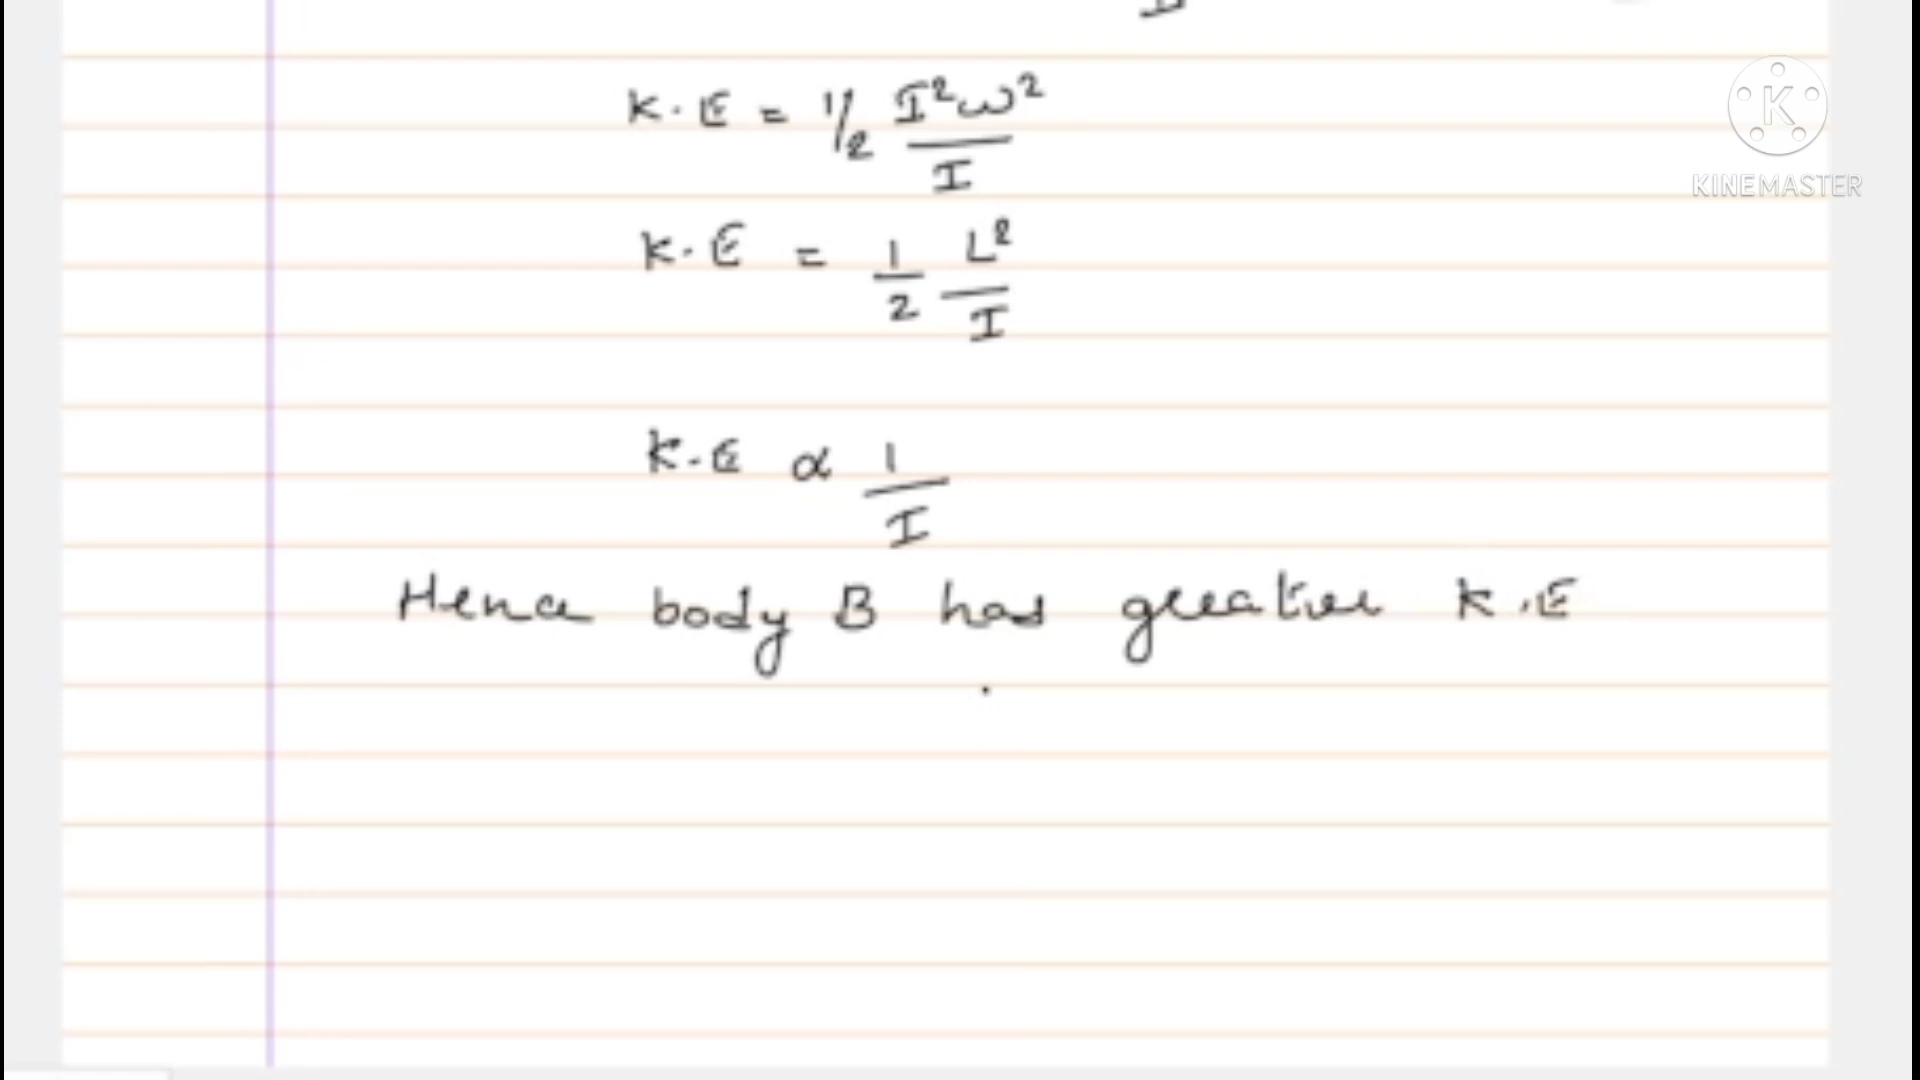 K.E = 1/2 I²ω²/I
KINEMASTER
K.E = 1/2 L²/I
K.E α 1/I
Hence body B has greater K.E